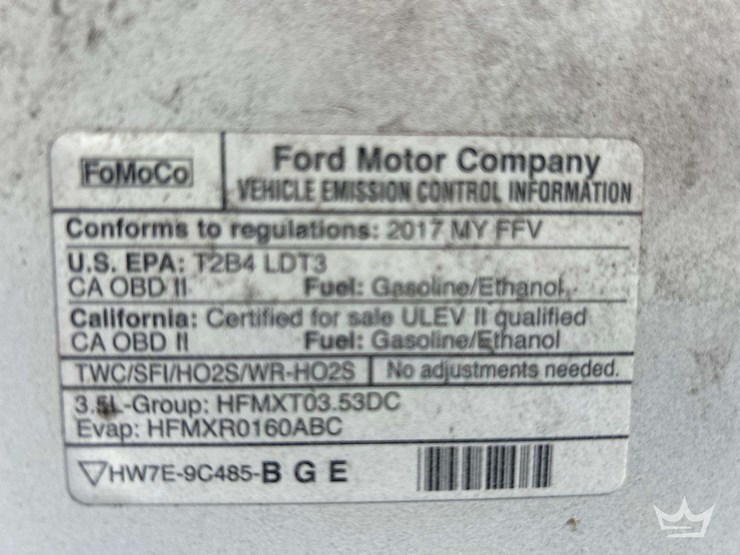 FoMoCo
Ford Motor Company
VEHICLE EMISSION CONTROL INFORMATION
Conforms to regulations: 2017 MY FFV
U.S. EPA: T2B4 LDT3
CA OBD II Fuel: Gasoline/Ethanol
California: Certified for sale ULEV II qualified
CA OBD II Fuel: Gasoline/Ethanol
TWC/SFI/HO2S/WR-HO2S No adjustments needed.
3.5L-Group: HFMXT03.53DC
Evap: HFMXR0160ABC
HW7E-9C485-B G E